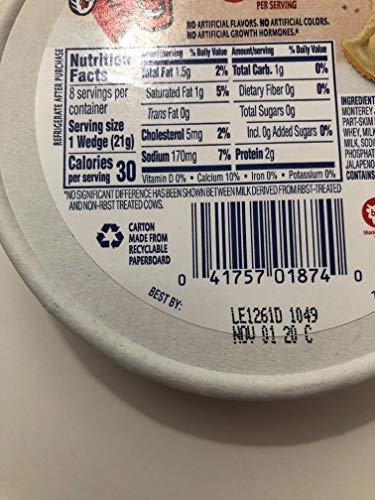 PER SERVING
NO ARTIFICIAL FLAVORS. NO ARTIFICIAL COLORS.
NO ARTIFICIAL GROWTH HORMONES.*
REFRIGERATE AFTER PURCHASE
Nutrition
Facts
8 servings per
container
Serving size
1 Wedge (21g)
Calories
per serving 30
Amount/serving % Daily Value
Total Fat 1.5g 2%
Saturated Fat 1g 5%
Trans Fat 0g
Cholesterol 5mg 2%
Sodium 170mg 7%
Amount/serving % Daily Value
Total Carb. 1g 0%
Dietary Fiber 0g 0%
Total Sugars 0g
Incl. 0g Added Sugars 0%
Protein 2g
Vitamin D 0% • Calcium 10% • Iron 0% • Potassium 0%
*NO SIGNIFICANT DIFFERENCE HAS BEEN SHOWN BETWEEN MILK DERIVED FROM RBST-TREATED
AND NON-RBST TREATED COWS.
MONTEREY
PART-SKIM
WHEY, MILK
MILK, SOD
PHOSPHAT
JALAPENO
CONTAINS
CARTON
MADE FROM
RECYCLABLE
PAPERBOARD
0 41757 01874 0
BEST BY:
LE1261D 1049
NOV 01 20 C